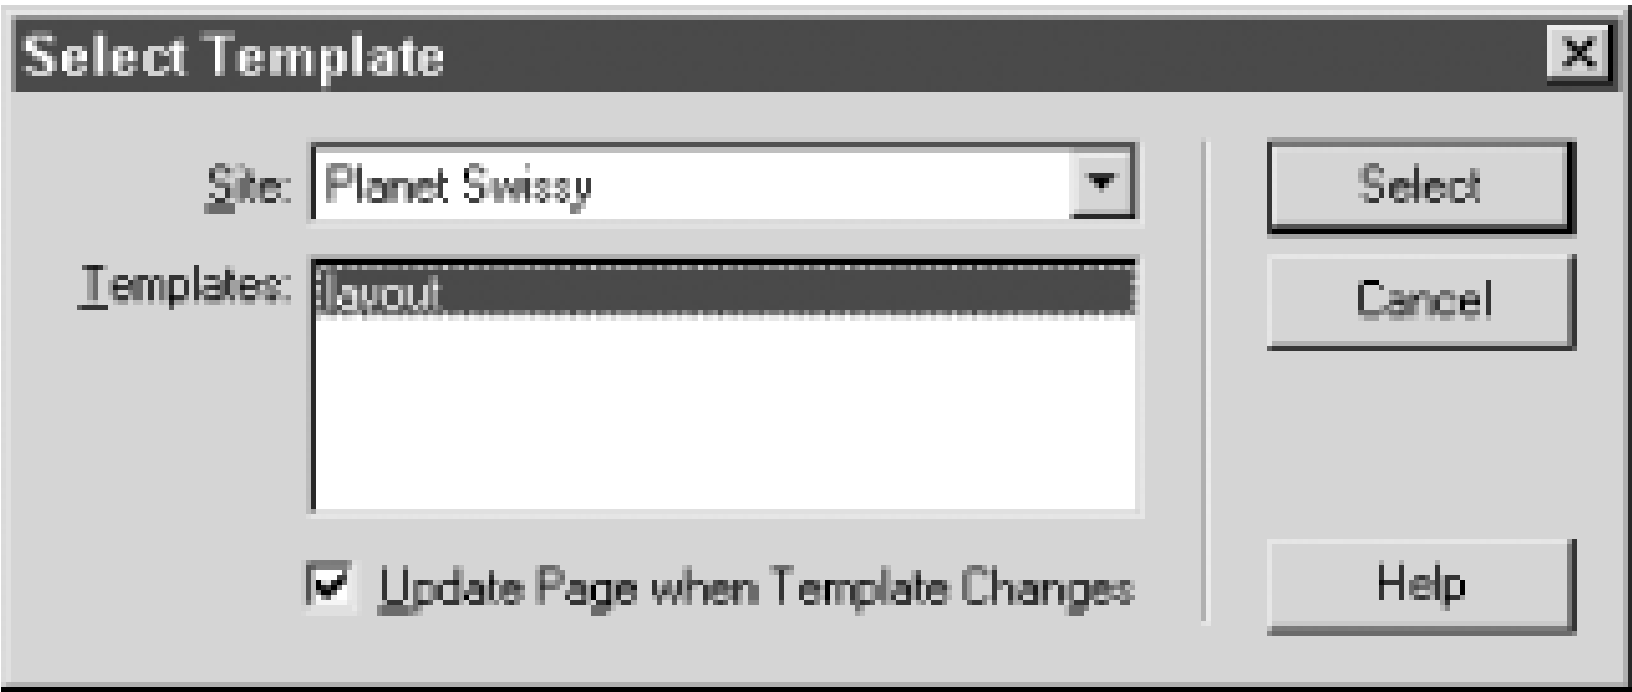 Select Template
Site: Planet Swissy
Select
Templates: layout
Cancel
Update Page when Template Changes
Help